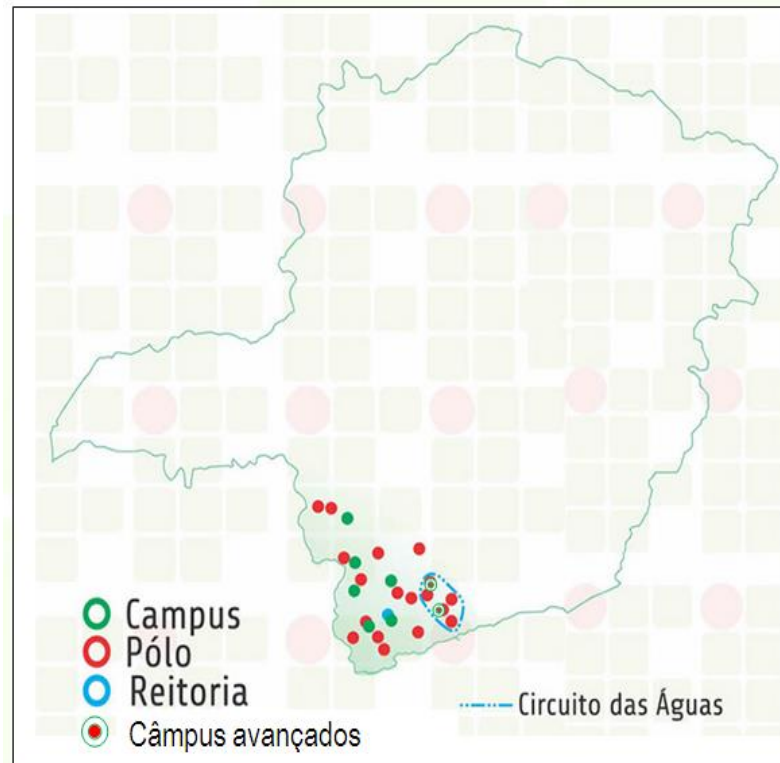 Campus
Pólo
Reitoria
Câmpus avançados
Circuito das Águas